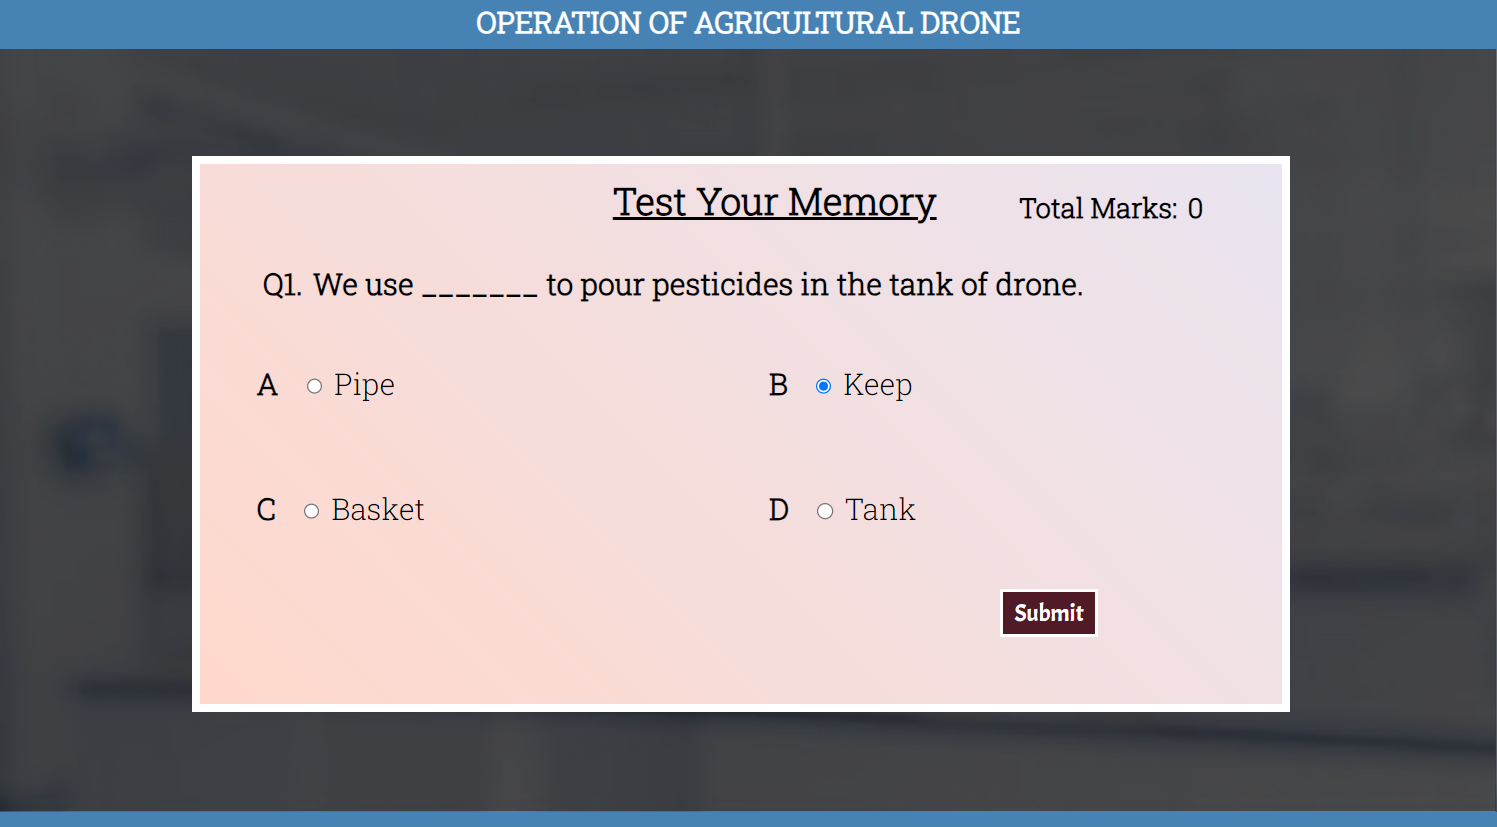 OPERATION OF AGRICULTURAL DRONE
Test Your Memory
Total Marks: 0
Q1. We use _______ to pour pesticides in the tank of drone.
A Pipe
B Keep
C Basket
D Tank
Submit